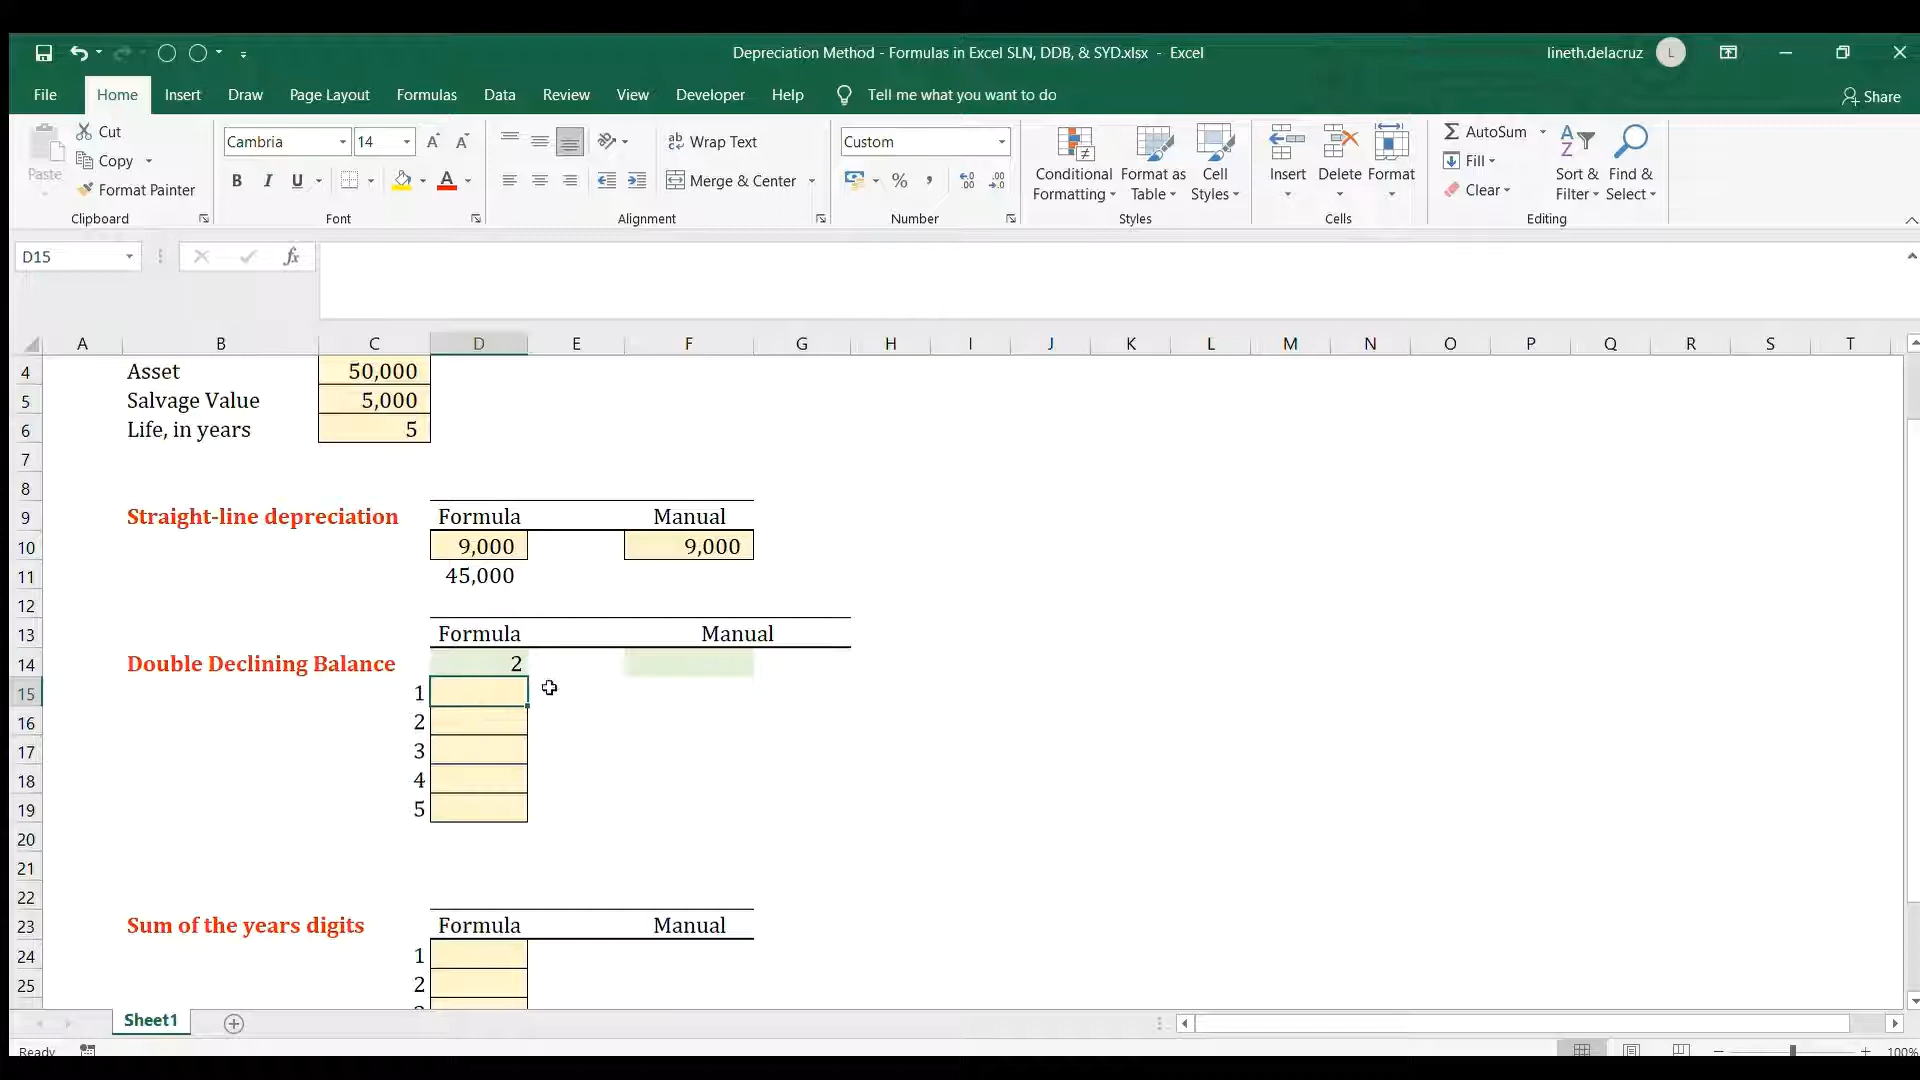 Depreciation Method - Formulas in Excel SLN, DDB, & SYD.xlsx - Excel
lineth.delacruz L
File Home Insert Draw Page Layout Formulas Data Review View Developer Help Tell me what you want to do Share
Paste
Cut
Copy
Format Painter
Clipboard
Cambria 14
B I U A
Font
ab Wrap Text
Merge & Center
Alignment
Custom
%
Number
Conditional Formatting
Format as Table
Cell Styles
Styles
Insert Delete Format
Cells
AutoSum
Fill
Clear
Sort & Filter
Find & Select
Editing
D15 fx
A B C D E F G H I J K L M N O P Q R S T
4 Asset 50,000
5 Salvage Value 5,000
6 Life, in years 5
7
8
9 Straight-line depreciation Formula Manual
10 9,000 9,000
11 45,000
12
13 Formula Manual
14 Double Declining Balance 2
15 1
16 2
17 3
18 4
19 5
20
21
22
23 Sum of the years digits Formula Manual
24 1
25 2
Sheet1
Ready 100%